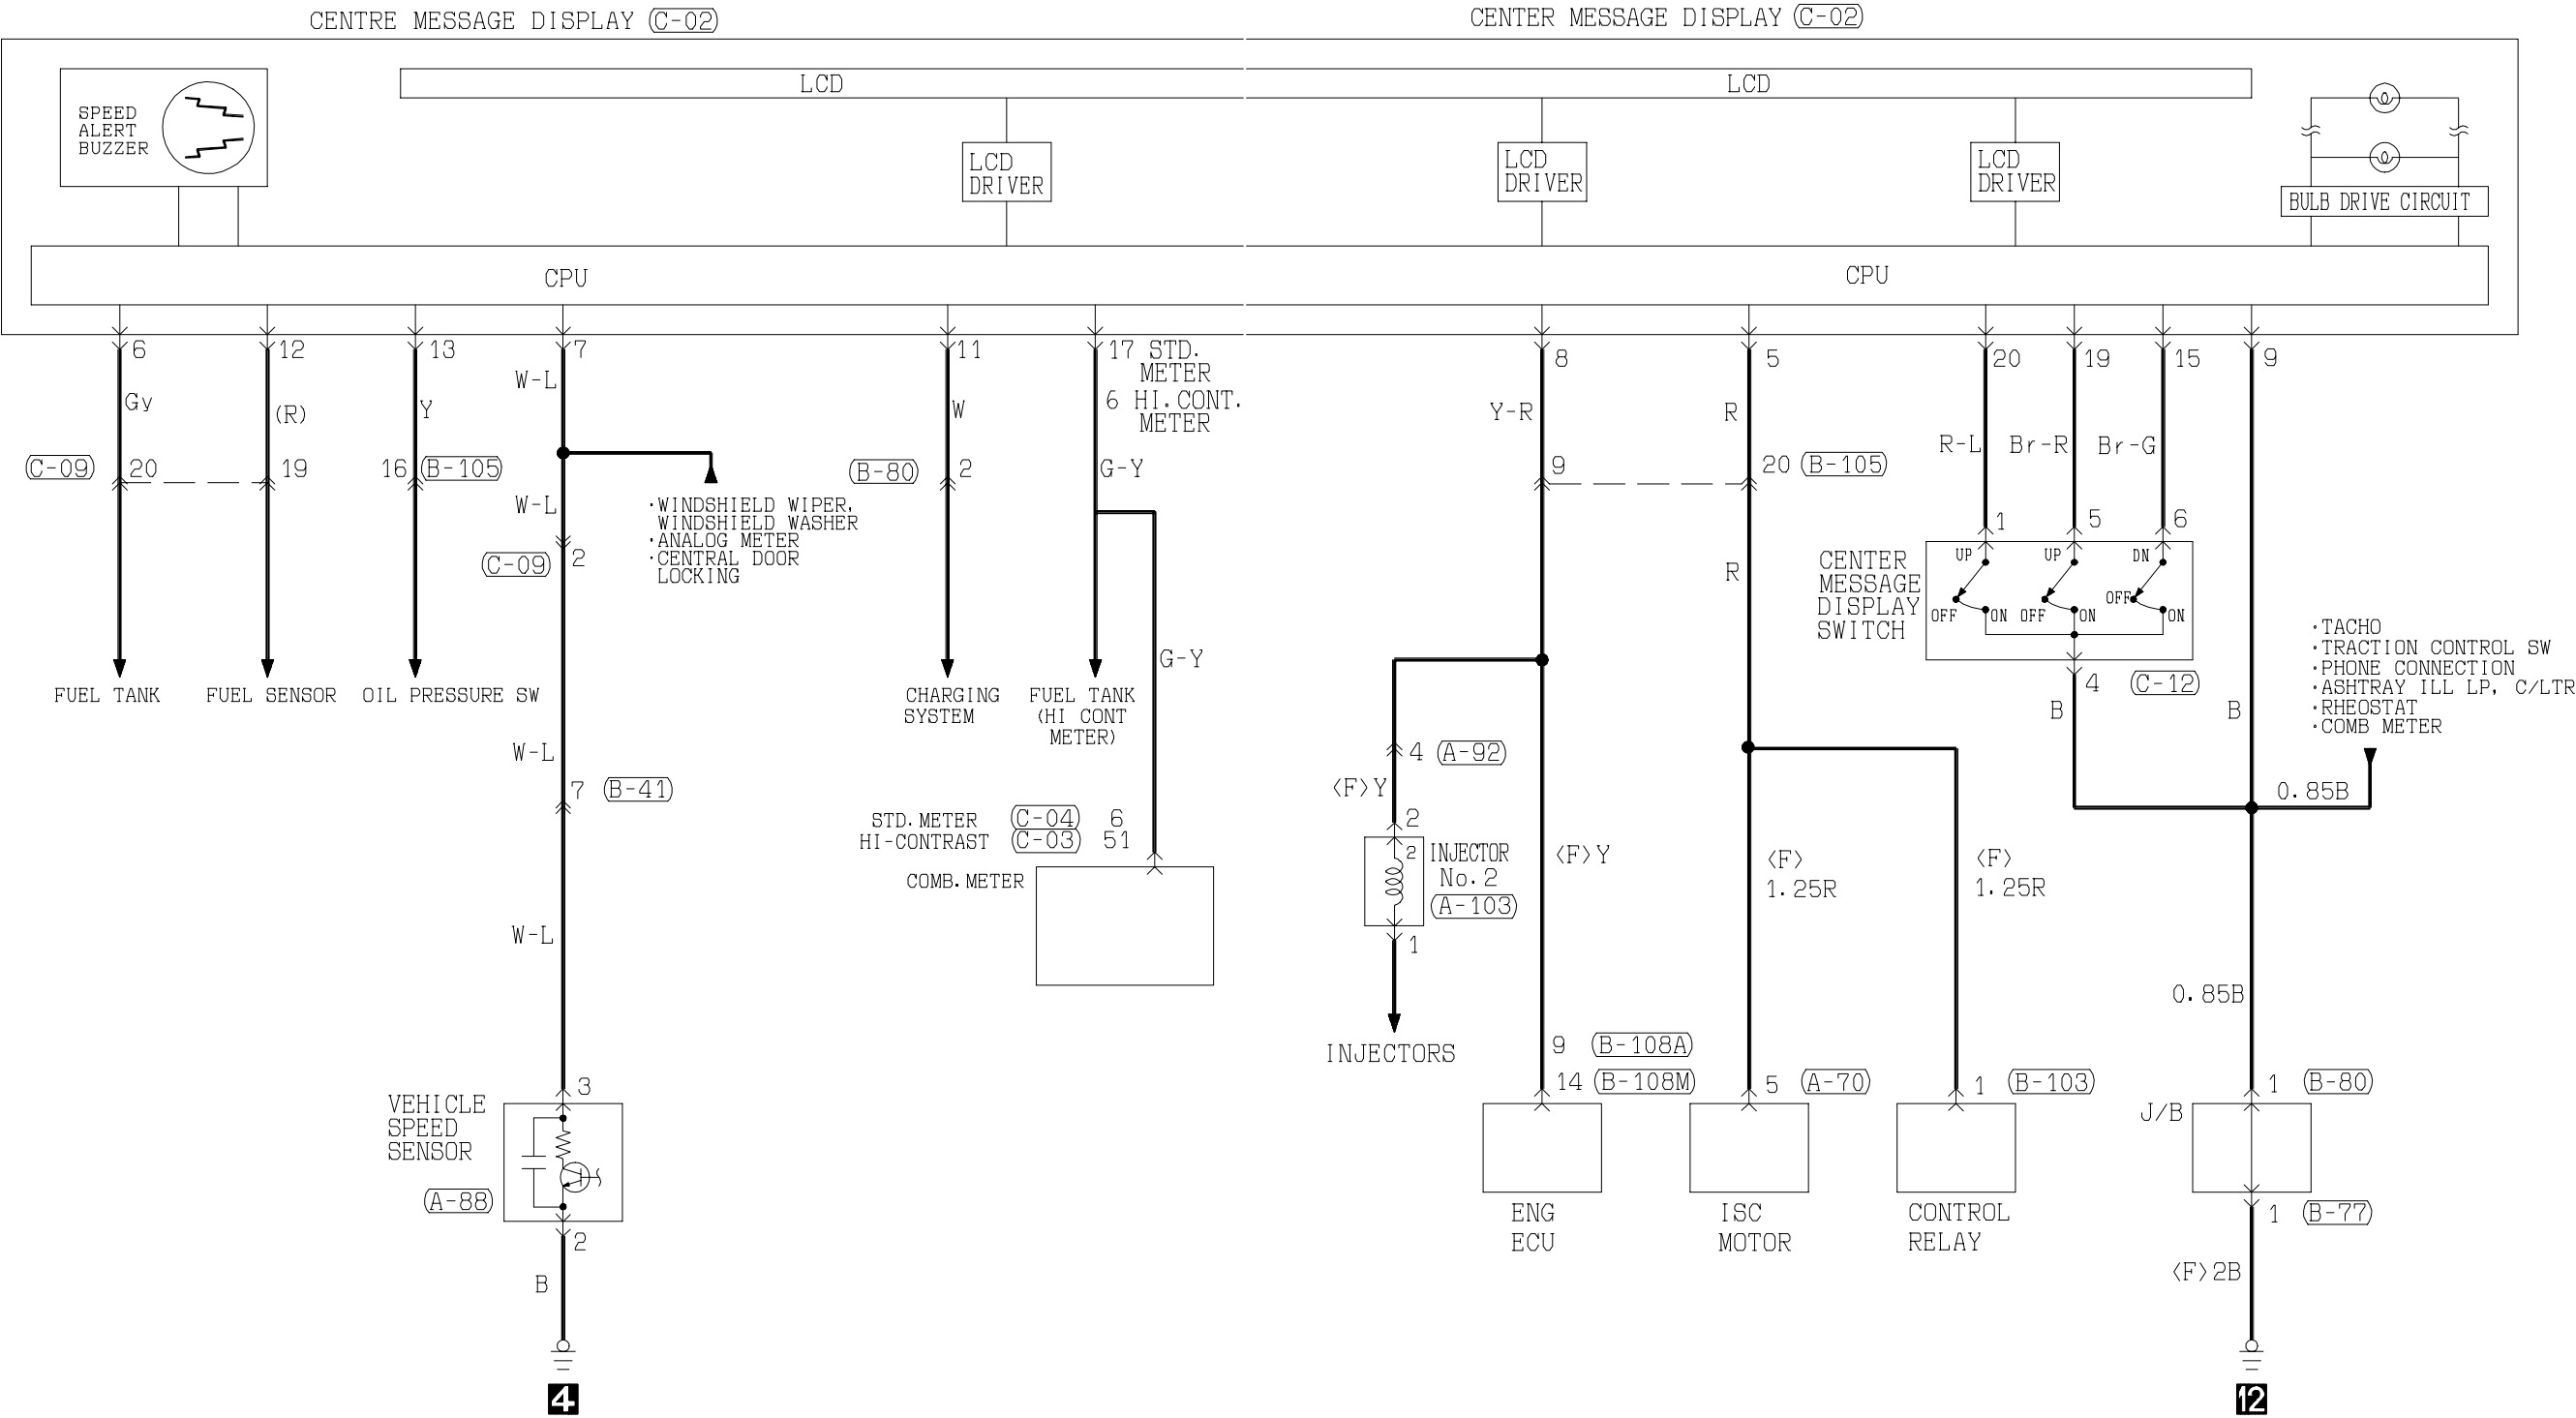 CENTRE MESSAGE DISPLAY (C-02)
CENTER MESSAGE DISPLAY (C-02)
LCD
LCD
SPEED
ALERT
BUZZER
LCD
DRIVER
LCD
DRIVER
LCD
DRIVER
BULB DRIVE CIRCUIT
CPU
CPU
6
12
13
7
11
17 STD.
METER
6 HI.CONT.
METER
8
5
20
19
15
9
Gy
(R)
Y
W-L
W
G-Y
Y-R
R
R-L
Br-R
Br-G
(C-09) 20
19
16 (B-105)
W-L
(B-80) 2
9
20 (B-105)
·WINDSHIELD WIPER,
WINDSHIELD WASHER
·ANALOG METER
·CENTRAL DOOR
LOCKING
(C-09) 2
R
1
5
6
CENTER
MESSAGE
DISPLAY
SWITCH
UP
UP
DN
OFF
ON
OFF
ON
OFF
ON
4 (C-12)
B
B
·TACHO
·TRACTION CONTROL SW
·PHONE CONNECTION
·ASHTRAY ILL LP, C/LTR
·RHEOSTAT
·COMB METER
0.85B
FUEL TANK
FUEL SENSOR
OIL PRESSURE SW
CHARGING
SYSTEM
FUEL TANK
(HI CONT
METER)
G-Y
W-L
7 (B-41)
4 (A-92)
<F>Y
STD.METER (C-04) 6
HI-CONTRAST (C-03) 51
COMB.METER
2
2
INJECTOR
No.2
(A-103)
1
INJECTORS
<F>Y
<F>
1.25R
<F>
1.25R
W-L
0.85B
9 (B-108A)
14 (B-108M)
5 (A-70)
1 (B-103)
1 (B-80)
J/B
VEHICLE
SPEED
SENSOR
3
(A-88)
2
B
ENG
ECU
ISC
MOTOR
CONTROL
RELAY
1 (B-77)
<F>2B
4
12